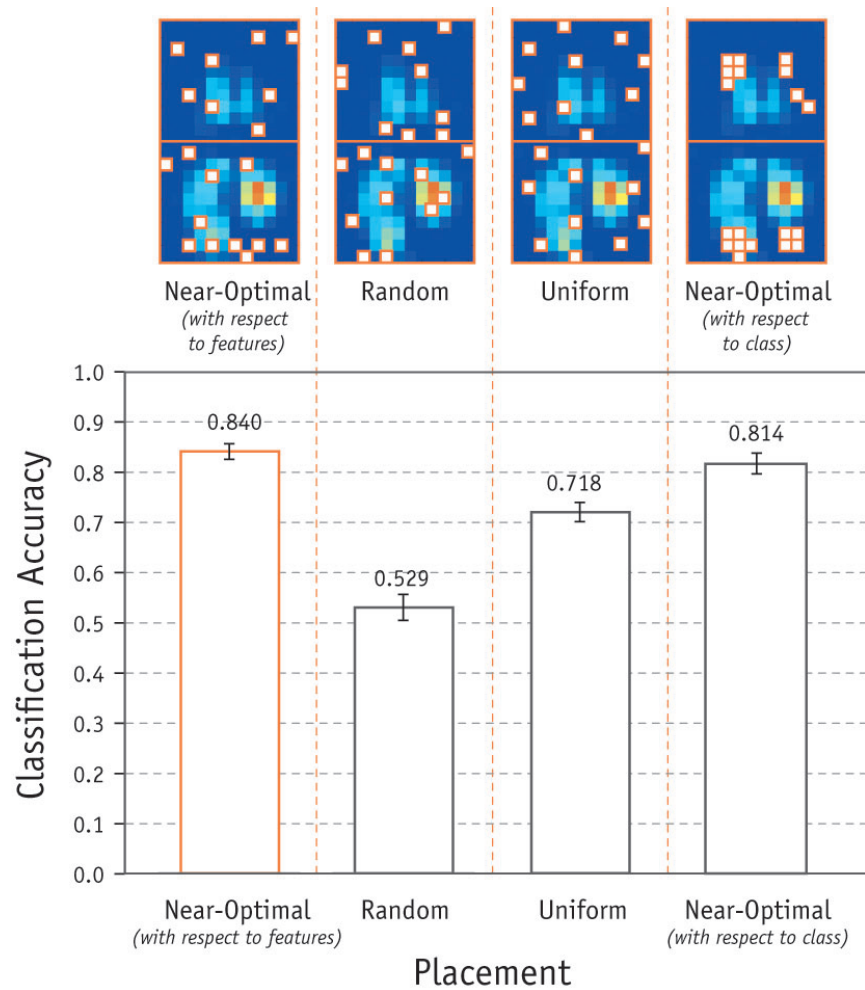 Near-Optimal
(with respect
to features)
Random
Uniform
Near-Optimal
(with respect
to class)
Classification Accuracy
1.0
0.9
0.8
0.7
0.6
0.5
0.4
0.3
0.2
0.1
0.0
0.840
0.529
0.718
0.814
Near-Optimal
(with respect to features)
Random
Uniform
Near-Optimal
(with respect to class)
Placement